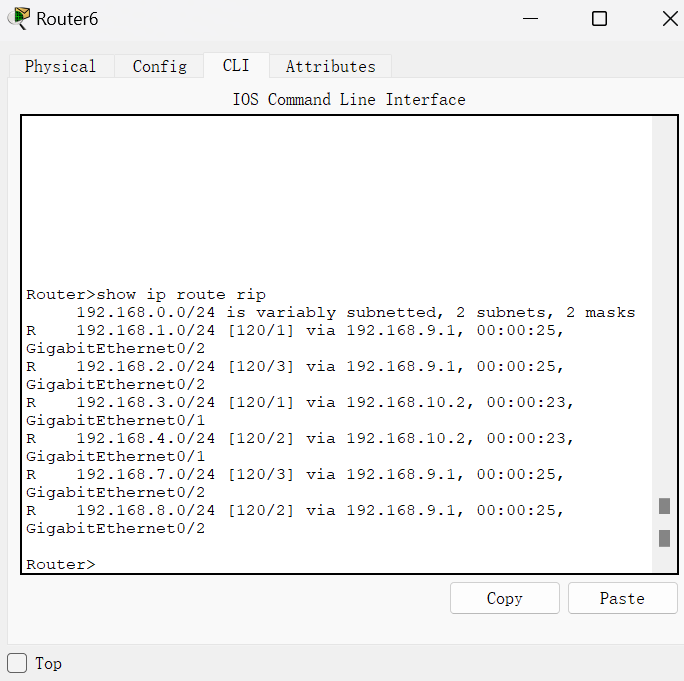 Router6
Physical Config CLI Attributes
IOS Command Line Interface
Router>show ip route rip
     192.168.0.0/24 is variably subnetted, 2 subnets, 2 masks
R    192.168.1.0/24 [120/1] via 192.168.9.1, 00:00:25,
GigabitEthernet0/2
R    192.168.2.0/24 [120/3] via 192.168.9.1, 00:00:25,
GigabitEthernet0/2
R    192.168.3.0/24 [120/1] via 192.168.10.2, 00:00:23,
GigabitEthernet0/1
R    192.168.4.0/24 [120/2] via 192.168.10.2, 00:00:23,
GigabitEthernet0/1
R    192.168.7.0/24 [120/3] via 192.168.9.1, 00:00:25,
GigabitEthernet0/2
R    192.168.8.0/24 [120/2] via 192.168.9.1, 00:00:25,
GigabitEthernet0/2
Router>
Copy Paste
Top